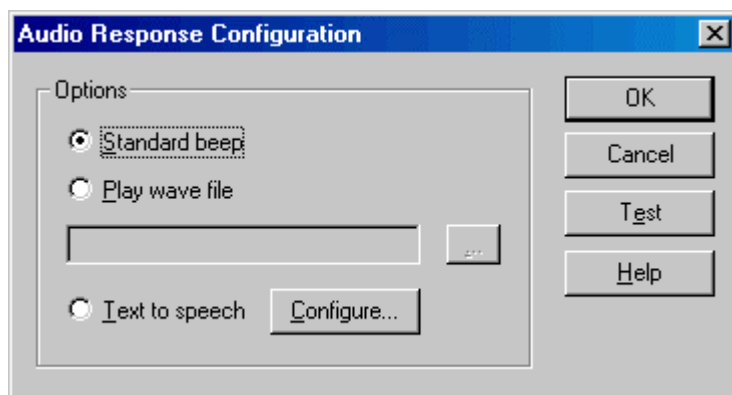 Audio Response Configuration
Options
Standard beep
Play wave file
...
Text to speech
Configure...
OK
Cancel
Test
Help